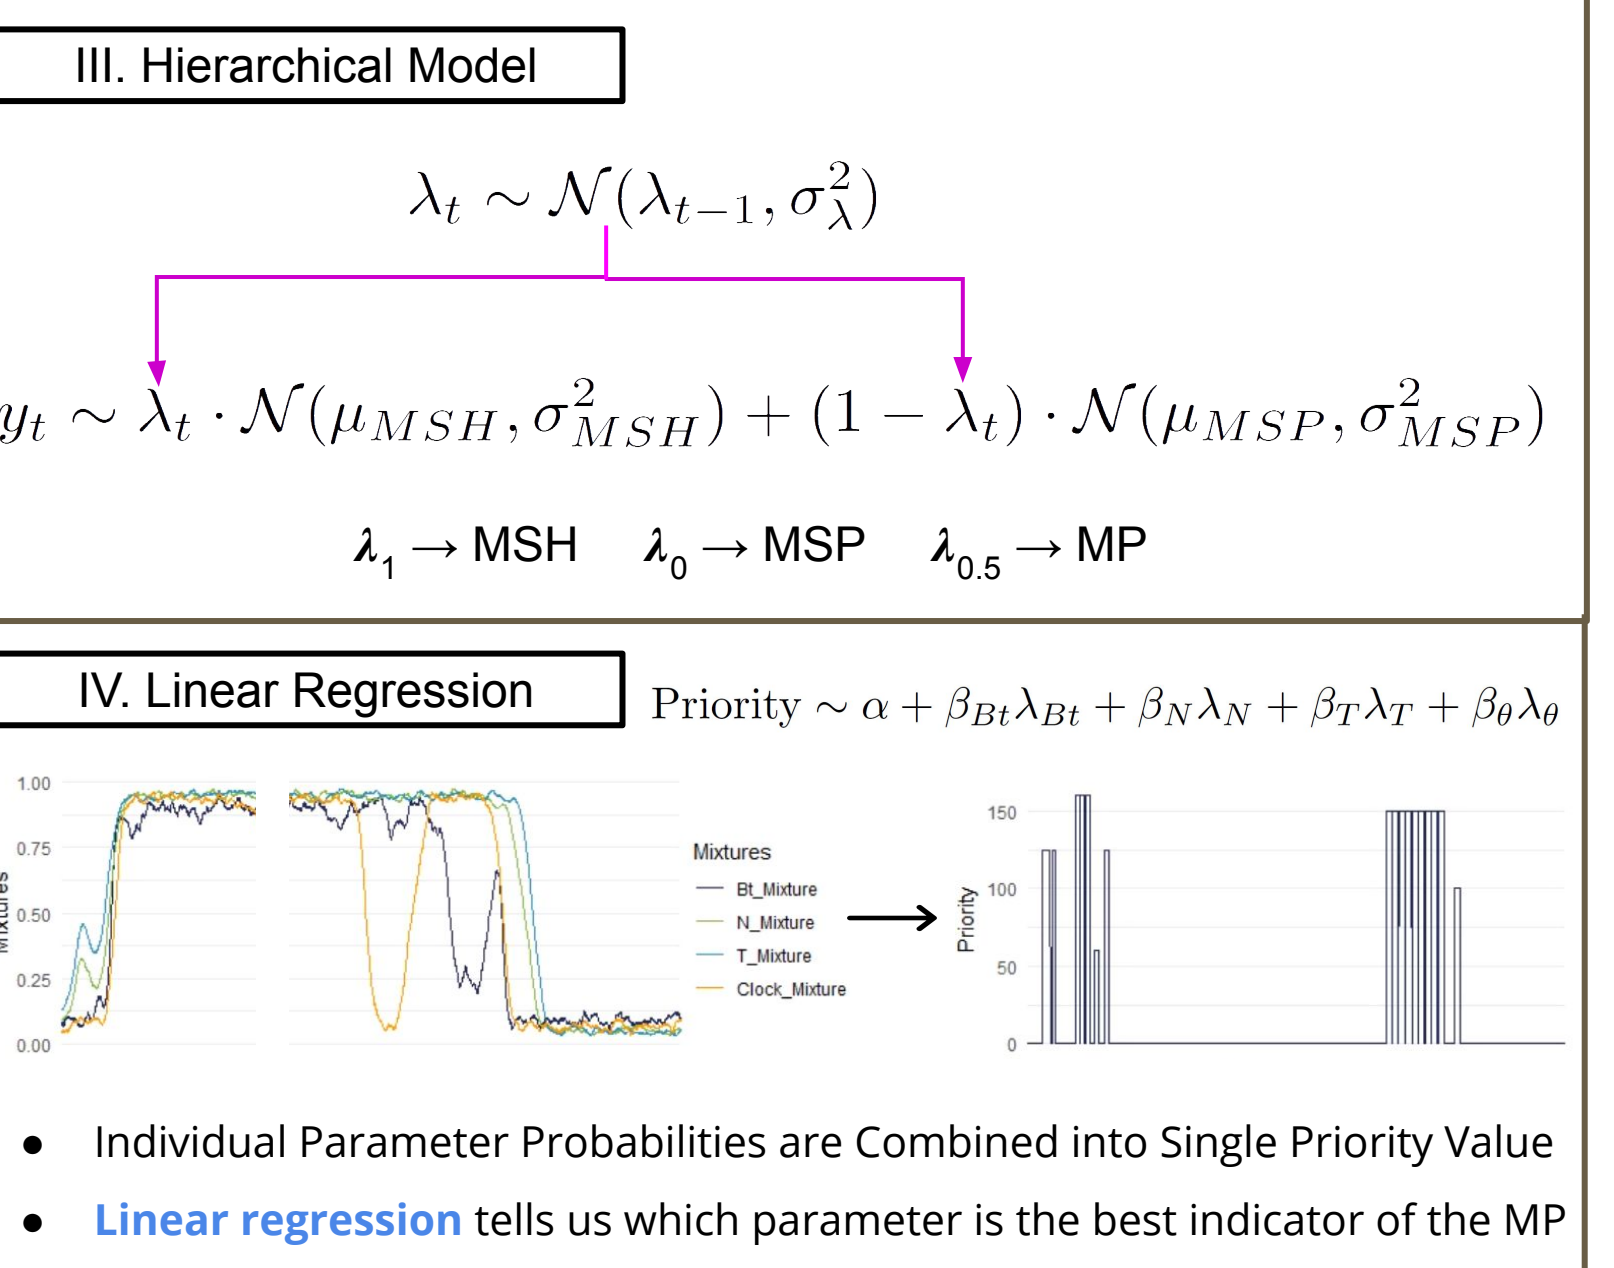 III. Hierarchical Model
λ_t ∼ 𝒩(λ_{t−1}, σ²_λ)
y_t ∼ λ_t · 𝒩(μ_{MSH}, σ²_{MSH}) + (1 − λ_t) · 𝒩(μ_{MSP}, σ²_{MSP})
λ₁ → MSH λ₀ → MSP λ₀.₅ → MP
IV. Linear Regression
Priority ∼ α + β_{Bt}λ_{Bt} + β_Nλ_N + β_Tλ_T + β_θλ_θ
Mixtures
1.00
0.75
0.50
0.25
0.00
Mixtures
Bt_Mixture
N_Mixture
T_Mixture
Clock_Mixture
Priority
150
100
50
0
● Individual Parameter Probabilities are Combined into Single Priority Value
● Linear regression tells us which parameter is the best indicator of the MP